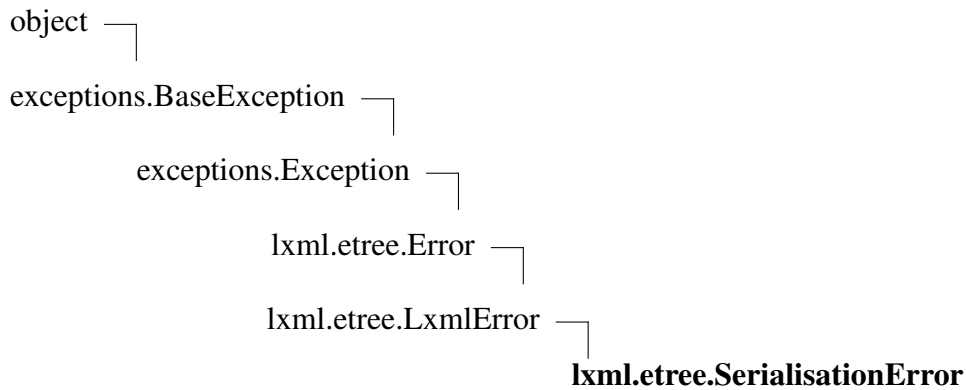 object
exceptions.BaseException
exceptions.Exception
lxml.etree.Error
lxml.etree.LxmlError
lxml.etree.SerialisationError